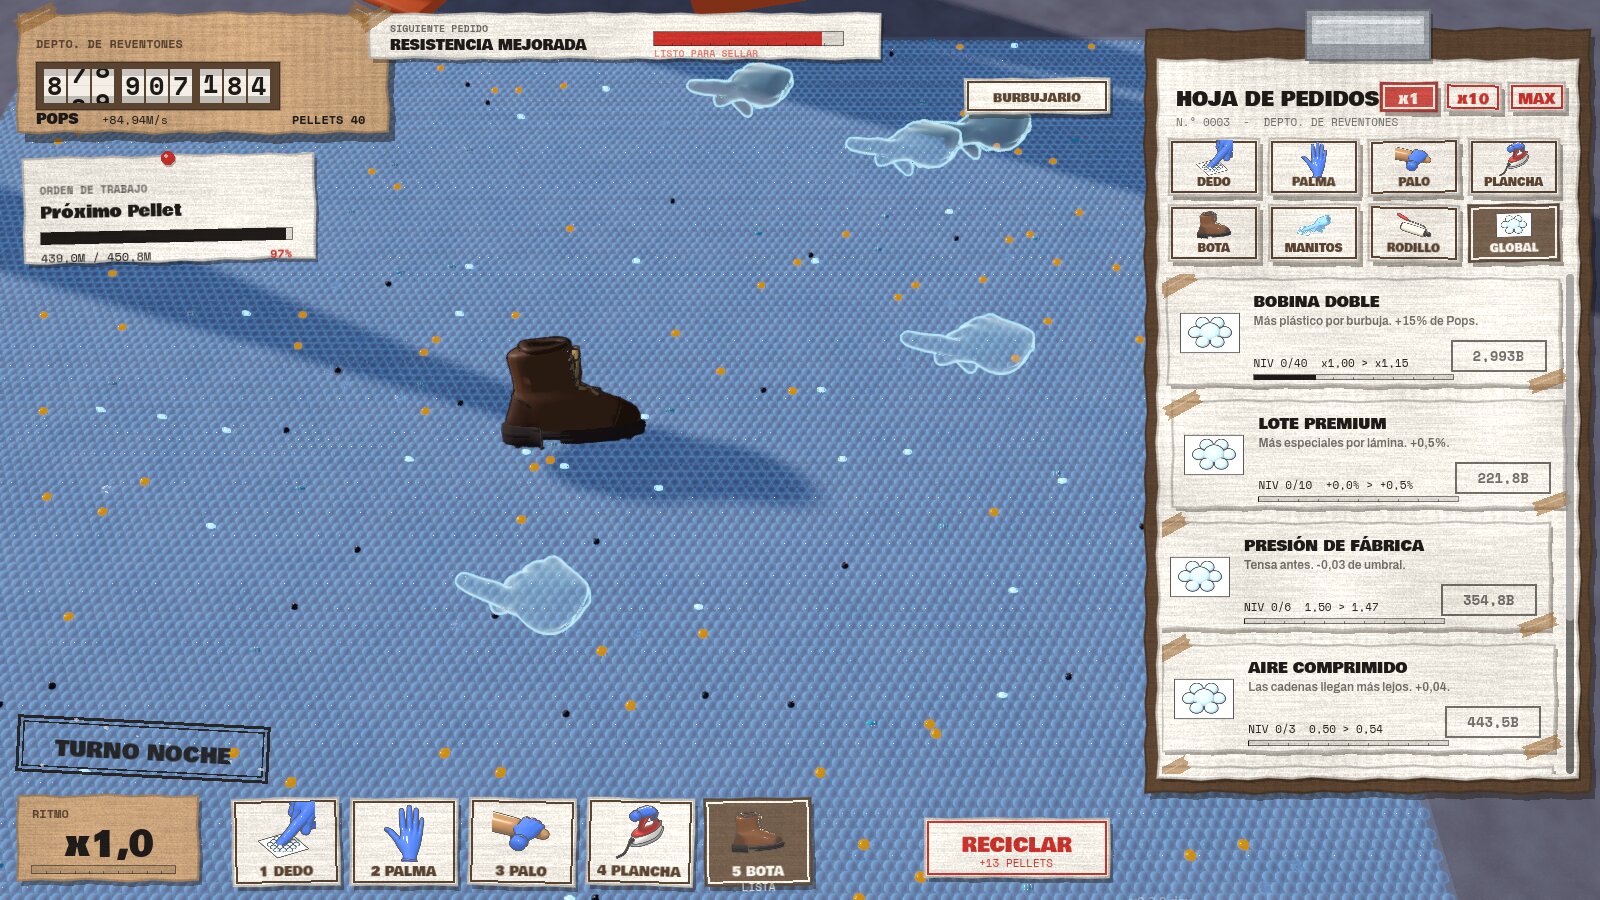 DEPTO. DE REVENTONES
907 184
POPS +84,94M/s PELLETS 40
SIGUIENTE PEDIDO
RESISTENCIA MEJORADA
LISTO PARA SELLAR
ORDEN DE TRABAJO
Próximo Pellet
439,0M / 450,8M 97%
BURBUJARIO
HOJA DE PEDIDOS x1 x10 MAX
N.º 0003 - DEPTO. DE REVENTONES
DEDO PALMA PALO PLANCHA
BOTA MANITOS RODILLO GLOBAL
BOBINA DOBLE
Más plástico por burbuja. +15% de Pops.
NIV 0/40 x1,00 > x1,15
2,993B
LOTE PREMIUM
Más especiales por lámina. +0,5%.
NIV 0/10 +0,0% > +0,5%
221,8B
PRESIÓN DE FÁBRICA
Tensa antes. -0,03 de umbral.
NIV 0/6 1,50 > 1,47
354,8B
AIRE COMPRIMIDO
Las cadenas llegan más lejos. +0,04.
NIV 0/3 0,50 > 0,54
443,5B
TURNO NOCHE
RITMO
x1,0
1 DEDO 2 PALMA 3 PALO 4 PLANCHA 5 BOTA
LISTA
RECICLAR
+13 PELLETS